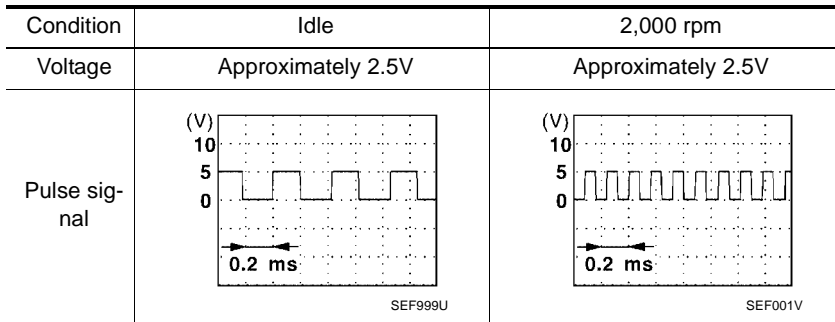 Condition Idle 2,000 rpm
Voltage Approximately 2.5V Approximately 2.5V
Pulse sig-
nal
(V)
10
5
0
0.2 ms
SEF999U
(V)
10
5
0
0.2 ms
SEF001V